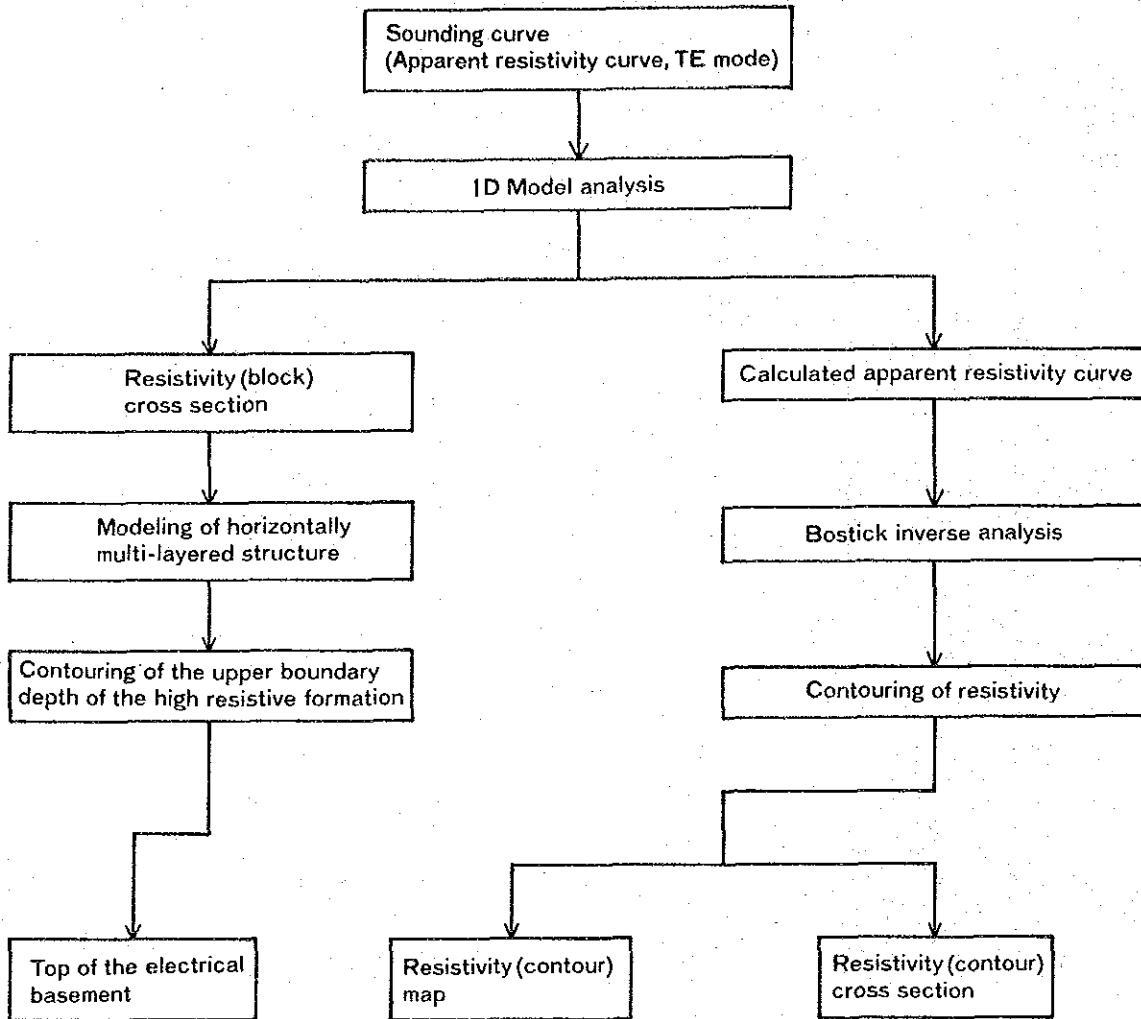 Sounding curve
(Apparent resistivity curve, TE mode)
1D Model analysis
Resistivity (block)
cross section
Calculated apparent resistivity curve
Modeling of horizontally
multi-layered structure
Bostick inverse analysis
Contouring of the upper boundary
depth of the high resistive formation
Contouring of resistivity
Top of the electrical
basement
Resistivity (contour)
map
Resistivity (contour)
cross section